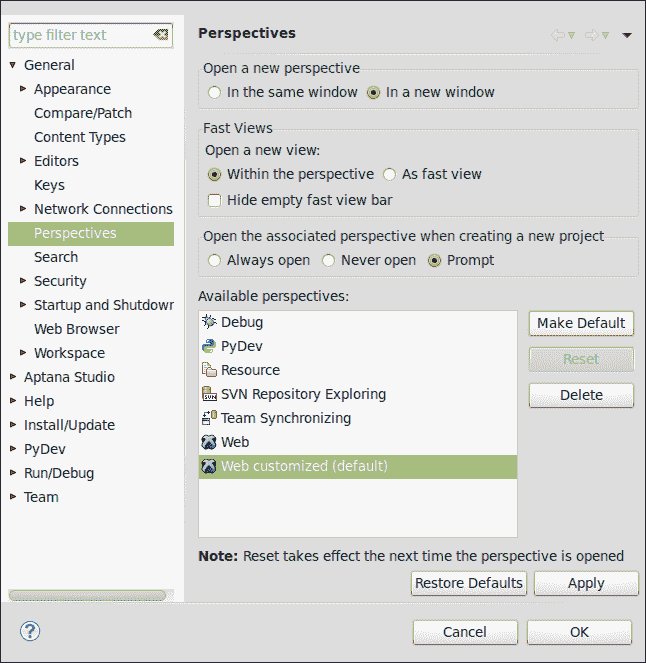 type filter text
General
Appearance
Compare/Patch
Content Types
Editors
Keys
Network Connections
Perspectives
Search
Security
Startup and Shutdown
Web Browser
Workspace
Aptana Studio
Help
Install/Update
PyDev
Run/Debug
Team
Perspectives
Open a new perspective
In the same window In a new window
Fast Views
Open a new view:
Within the perspective As fast view
Hide empty fast view bar
Open the associated perspective when creating a new project
Always open Never open Prompt
Available perspectives:
Debug
PyDev
Resource
SVN Repository Exploring
Team Synchronizing
Web
Web customized (default)
Make Default
Reset
Delete
Note: Reset takes effect the next time the perspective is opened
Restore Defaults Apply
Cancel OK